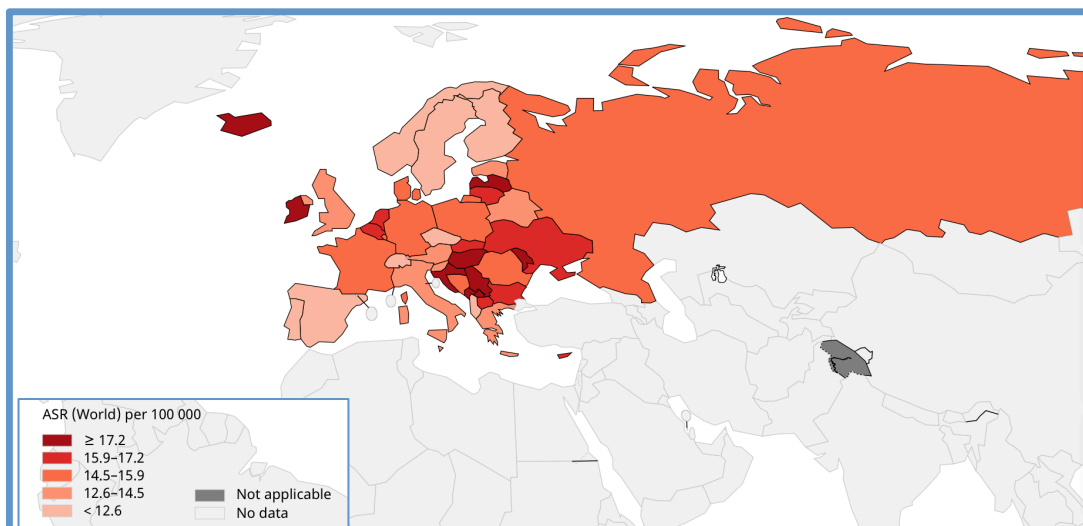 ASR (World) per 100 000
≥ 17.2
15.9–17.2
14.5–15.9
12.6–14.5
< 12.6
Not applicable
No data